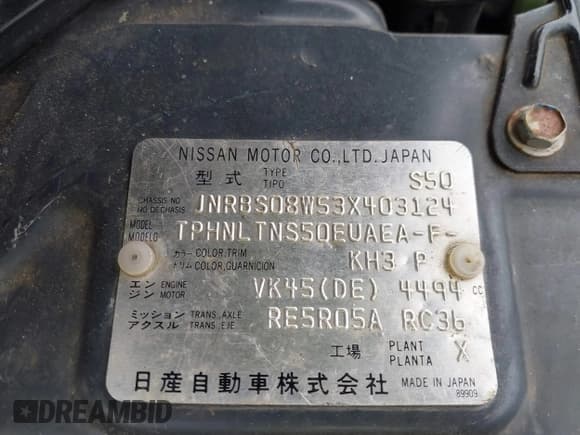 NISSAN MOTOR CO.,LTD. JAPAN
型式 TYPE TIPO S50
CHASSIS NO NO DE CHASSIS JNRBS08W53X403124
MODEL MODELO TPHNLTNS50EUAEA-F-
カラー COLOR,TRIM
トリム COLOR,GUARNICION KH3 P
エンジン ENGINE MOTOR VK45(DE) 4494 CC
ミッション TRANS.,AXLE
アクスル TRANS.,EJE RE5R05A RC36
工場 PLANT PLANTA X
日産自動車株式会社 MADE IN JAPAN
89909
DREAMBID